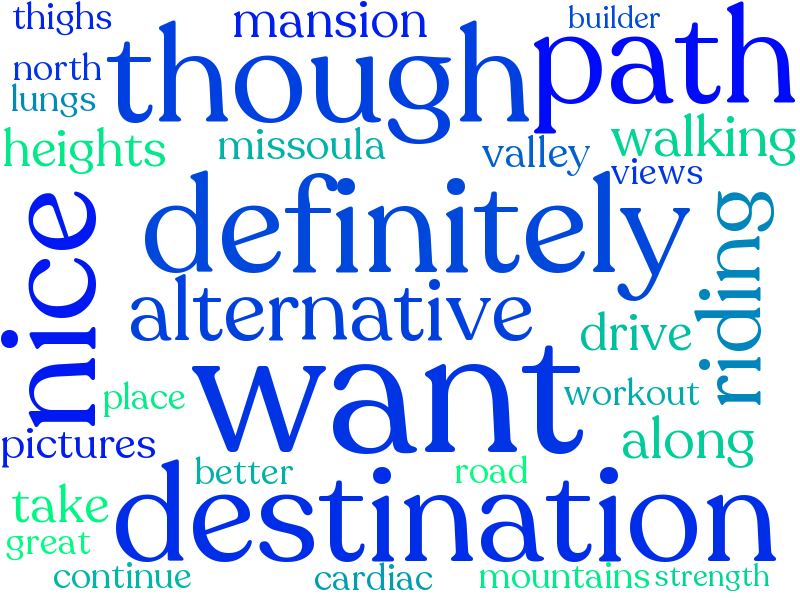 thighs
mansion
builder
north
though
path
lungs
heights
missoula
valley
walking
views
nice
definitely
riding
alternative
drive
want
place
workout
pictures
along
better
road
take
destination
great
continue
cardiac
mountains
strength